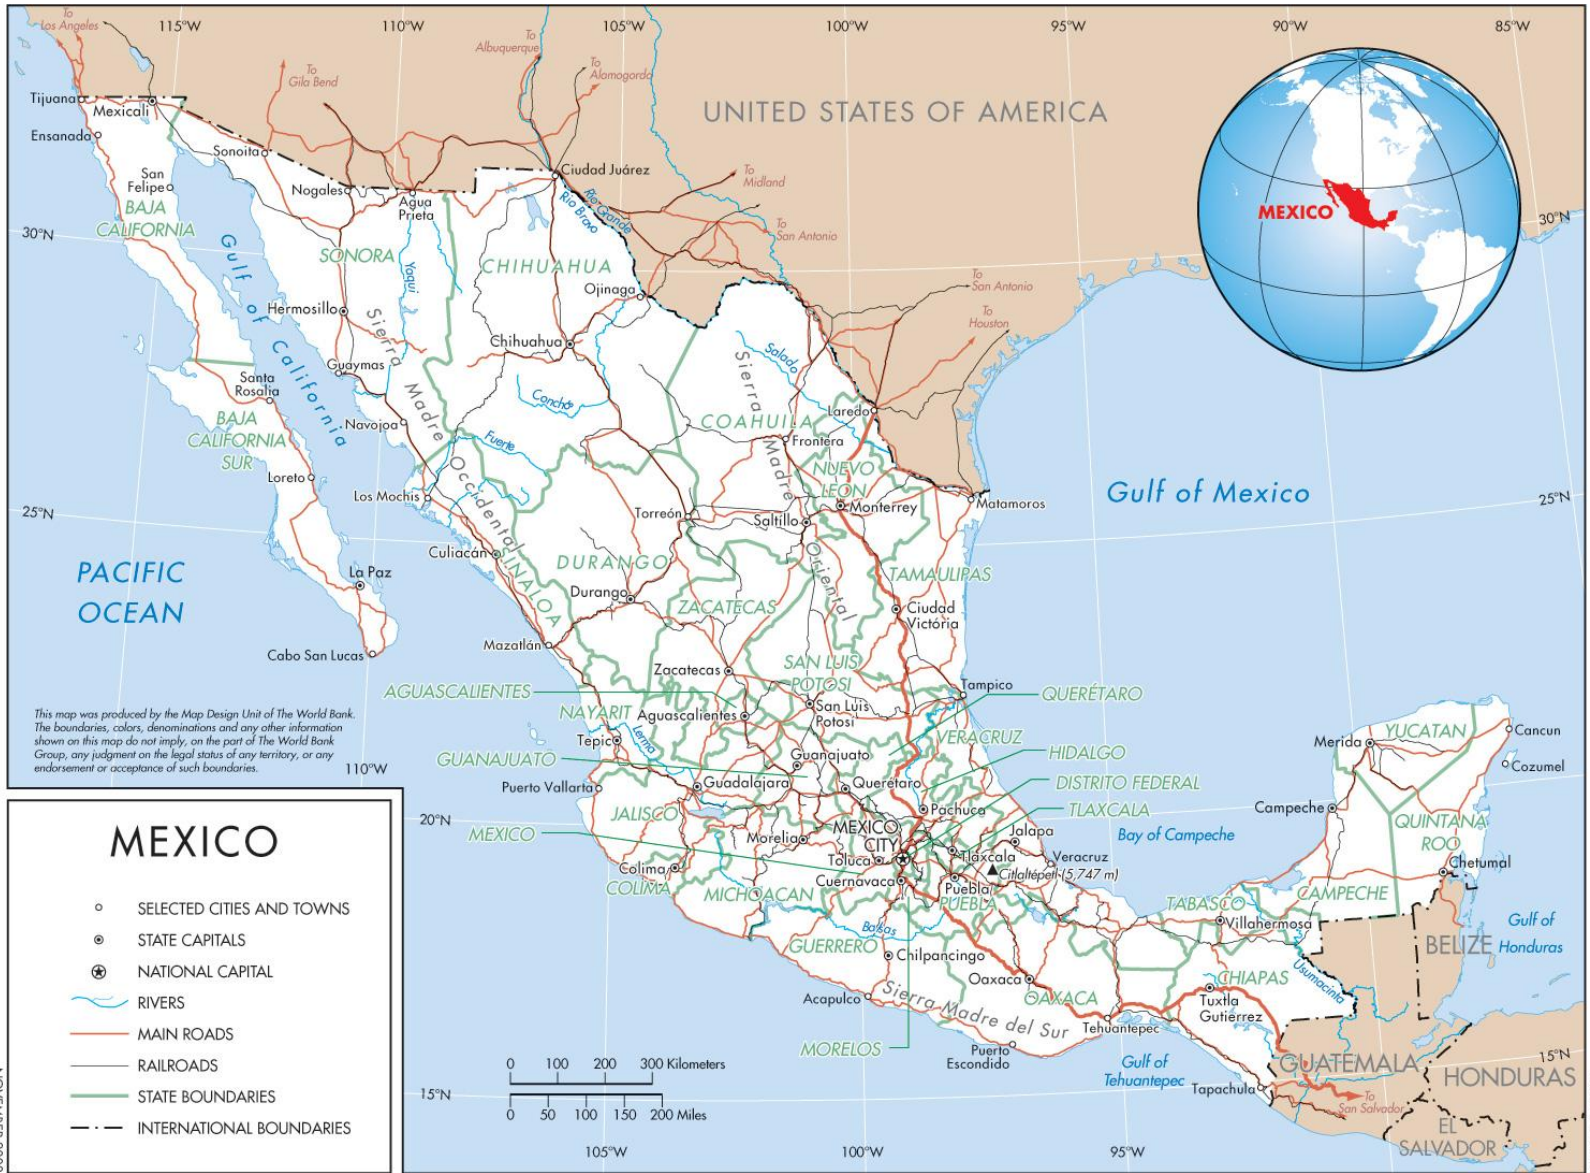 To
Los Angeles
115°W
110°W
To
Albuquerque
105°W
100°W
95°W
90°W
85°W
To
Gila Bend
To
Alamogordo
Tijuana
Mexicali
UNITED STATES OF AMERICA
Ensanada
Sonoita
San
Felipe
Nogales
Agua
Prieta
Ciudad Juárez
To
Midland
BAJA
CALIFORNIA
Rio Bravo
Rio Grande
To
San Antonio
MEXICO
30°N
30°N
SONORA
Yaqui
CHIHUAHUA
Ojinaga
To
San Antonio
Gulf of California
Hermosillo
Sierra Madre Occidental
Chihuahua
To
Houston
Salado
Sierra Madre Oriental
Guaymas
Santa
Rosalia
Concho
BAJA
CALIFORNIA
SUR
Navojoa
Fuerte
COAHUILA
Laredo
Frontera
NUEVO
LEON
Loreto
Los Mochis
Torreón
Saltillo
Monterrey
Matamoros
Gulf of Mexico
25°N
25°N
Culiacán
SINALOA
DURANGO
TAMAULIPAS
PACIFIC
OCEAN
La Paz
Durango
ZACATECAS
Ciudad
Victória
Mazatlán
Cabo San Lucas
Zacatecas
SAN LUIS
POTOSI
AGUASCALIENTES
Tampico
QUERÉTARO
This map was produced by the Map Design Unit of The World Bank.
The boundaries, colors, denominations and any other information
shown on this map do not imply, on the part of The World Bank
Group, any judgment on the legal status of any territory, or any
endorsement or acceptance of such boundaries.
110°W
NAYARIT
Aguascalientes
San Luis
Potosi
Tepic
Lerma
VERACRUZ
HIDALGO
Merida
YUCATAN
Cancun
GUANAJUATO
Guanajuato
Cozumel
Puerto Vallarta
Guadalajara
Querétaro
DISTRITO FEDERAL
JALISCO
Pachuca
TLAXCALA
Campeche
20°N
QUINTANA
ROO
MEXICO
Morelia
MEXICO
CITY
Jalapa
Bay of Campeche
Toluca
Tlaxcala
Veracruz
Chetumal
Colima
COLIMA
Cuernavaca
Citlaltépetl (5,747 m)
Puebla
PUEBLA
MICHOACAN
TABASCO
CAMPECHE
Villahermosa
Balsas
GUERRERO
BELIZE
Gulf of
Honduras
Chilpancingo
Usumacinta
Oaxaca
OAXACA
CHIAPAS
Acapulco
Sierra Madre del Sur
Tuxtla
Gutierrez
Tehuantepec
MORELOS
Puerto
Escondido
Gulf of
Tehuantepec
GUATEMALA
HONDURAS
15°N
15°N
Tapachula
To
San Salvador
EL
SALVADOR
0 100 200 300 Kilometers
0 50 100 150 200 Miles
105°W
100°W
95°W
MEXICO
SELECTED CITIES AND TOWNS
STATE CAPITALS
NATIONAL CAPITAL
RIVERS
MAIN ROADS
RAILROADS
STATE BOUNDARIES
INTERNATIONAL BOUNDARIES